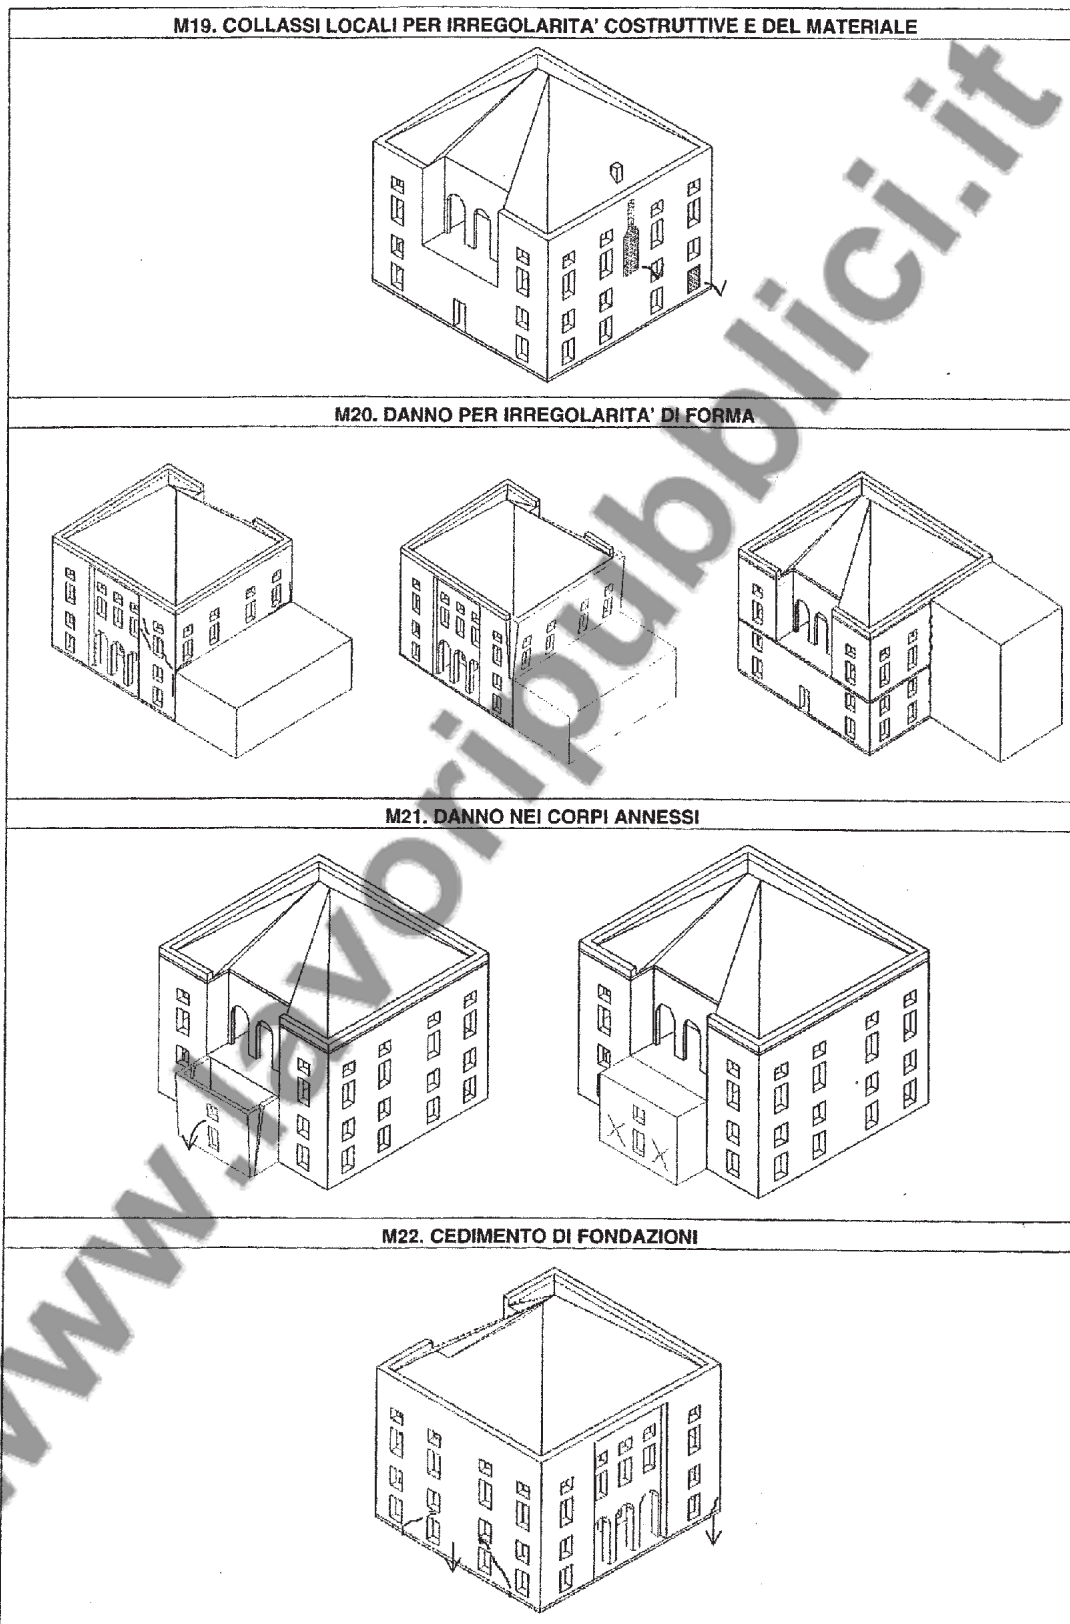 M19. COLLASSI LOCALI PER IRREGOLARITA' COSTRUTTIVE E DEL MATERIALE
M20. DANNO PER IRREGOLARITA' DI FORMA
M21. DANNO NEI CORPI ANNESSI
M22. CEDIMENTO DI FONDAZIONI
www.lavoripubblici.it